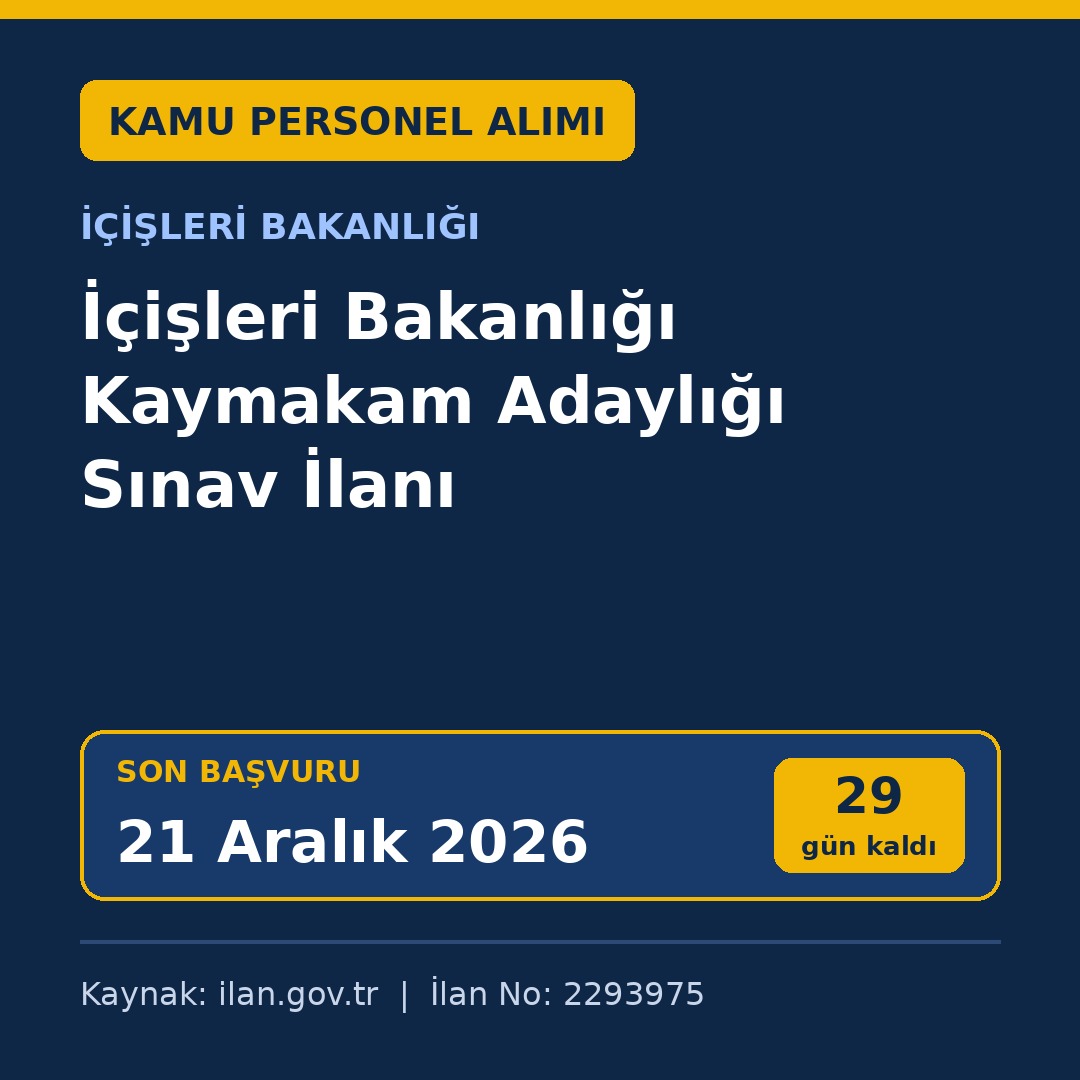 KAMU PERSONEL ALIMI
İÇİŞLERİ BAKANLIĞI
İçişleri Bakanlığı
Kaymakam Adaylığı
Sınav İlanı
SON BAŞVURU
21 Aralık 2026
29
gün kaldı
Kaynak: ilan.gov.tr | İlan No: 2293975